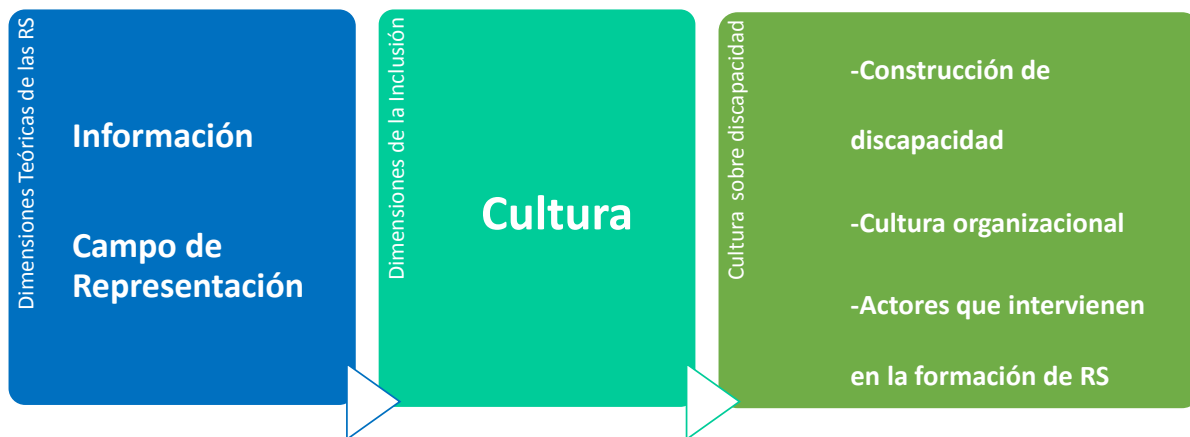 Dimensiones Teóricas de las RS
Información
Campo de
Representación
Dimensiones de la Inclusión
Cultura
Cultura sobre discapacidad
-Construcción de
discapacidad
-Cultura organizacional
-Actores que intervienen
en la formación de RS